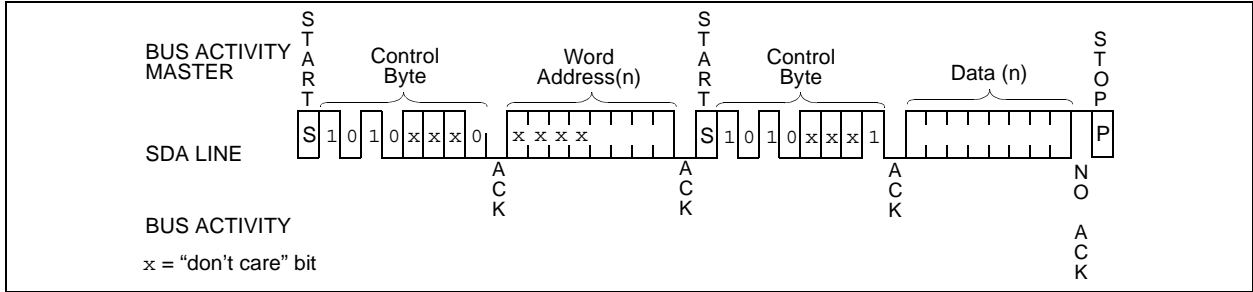 START
START
STOP
BUS ACTIVITY
MASTER
Control
Byte
Word
Address(n)
Control
Byte
Data (n)
SDA LINE
S 1 0 1 0 x x x 0 x x x x S 1 0 1 0 x x x 1 P
ACK
ACK
ACK
NO ACK
BUS ACTIVITY
x = “don’t care” bit